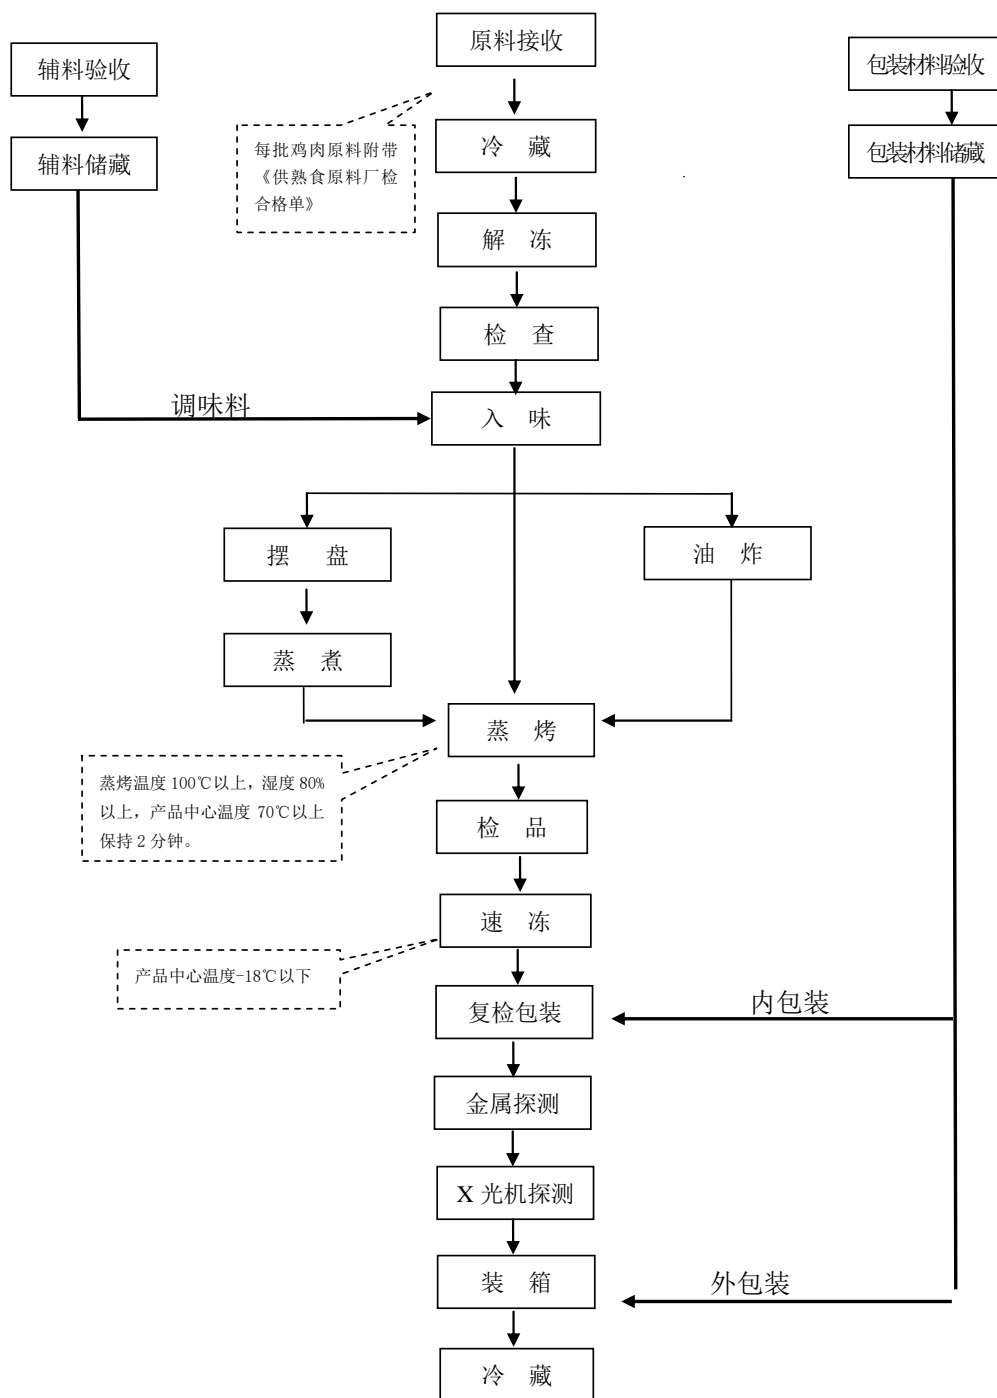 原料接收
辅料验收
包装材料验收
冷 藏
每批鸡肉原料附带
《供熟食原料厂检
合格单》
辅料储藏
包装材料储藏
解 冻
检 查
调味料
入 味
摆 盘
油 炸
蒸 煮
蒸 烤
蒸烤温度 100℃以上，湿度 80%
以上，产品中心温度 70℃以上
保持 2 分钟。
检 品
速 冻
产品中心温度-18℃以下
复检包装
内包装
金属探测
X 光机探测
装 箱
外包装
冷 藏